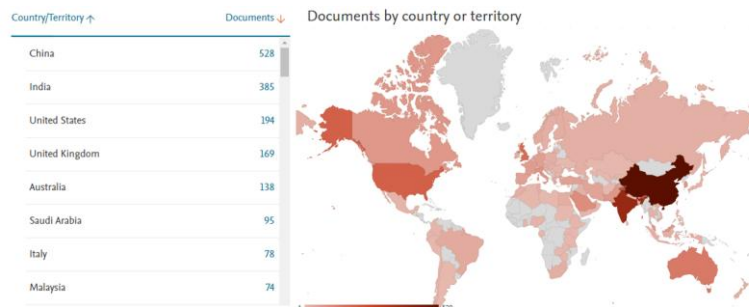 Country/Territory↑ Documents↓
China 528
India 385
United States 194
United Kingdom 169
Australia 138
Saudi Arabia 95
Italy 78
Malaysia 74
Documents by country or territory